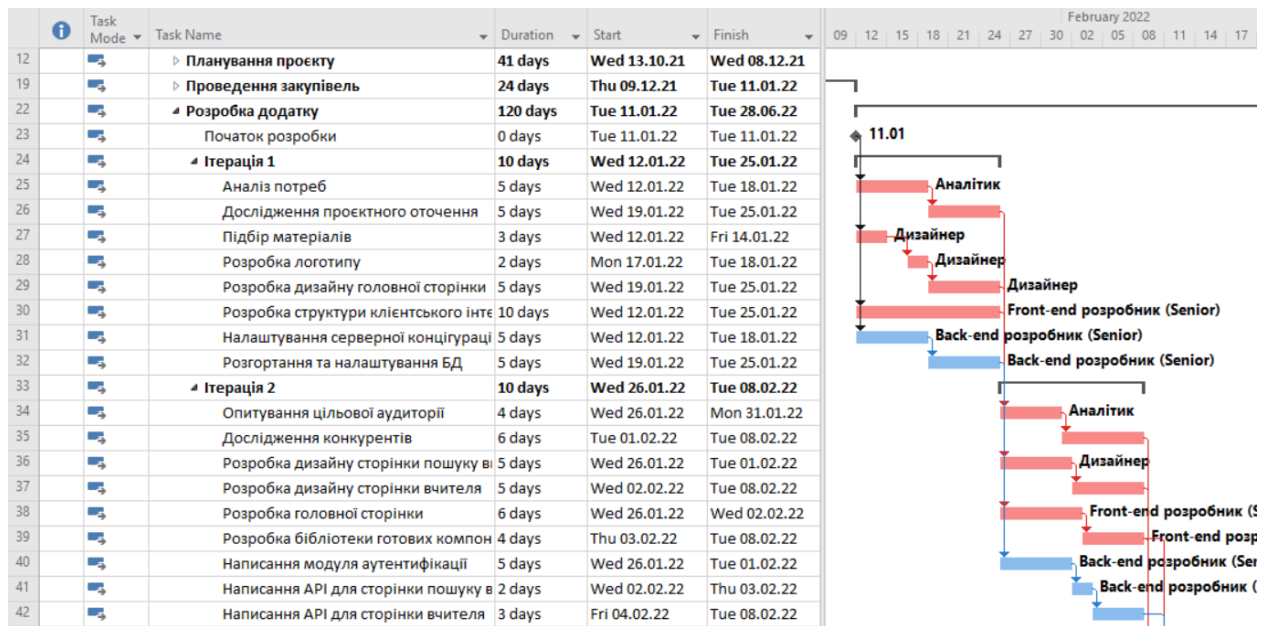 Task Mode Task Name Duration Start Finish February 2022
09 12 15 18 21 24 27 30 02 05 08 11 14 17
12 Планування проєкту 41 days Wed 13.10.21 Wed 08.12.21
19 Проведення закупівель 24 days Thu 09.12.21 Tue 11.01.22
22 Розробка додатку 120 days Tue 11.01.22 Tue 28.06.22
23 Початок розробки 0 days Tue 11.01.22 Tue 11.01.22 11.01
24 Ітерація 1 10 days Wed 12.01.22 Tue 25.01.22
25 Аналіз потреб 5 days Wed 12.01.22 Tue 18.01.22 Аналітик
26 Дослідження проєктного оточення 5 days Wed 19.01.22 Tue 25.01.22
27 Підбір матеріалів 3 days Wed 12.01.22 Fri 14.01.22 Дизайнер
28 Розробка логотипу 2 days Mon 17.01.22 Tue 18.01.22 Дизайнер
29 Розробка дизайну головної сторінки 5 days Wed 19.01.22 Tue 25.01.22 Дизайнер
30 Розробка структури клієнтського інте 10 days Wed 12.01.22 Tue 25.01.22 Front-end розробник (Senior)
31 Налаштування серверної концігураці 5 days Wed 12.01.22 Tue 18.01.22 Back-end розробник (Senior)
32 Розгортання та налаштування БД 5 days Wed 19.01.22 Tue 25.01.22 Back-end розробник (Senior)
33 Ітерація 2 10 days Wed 26.01.22 Tue 08.02.22
34 Опитування цільової аудиторії 4 days Wed 26.01.22 Mon 31.01.22 Аналітик
35 Дослідження конкурентів 6 days Tue 01.02.22 Tue 08.02.22
36 Розробка дизайну сторінки пошуку в 5 days Wed 26.01.22 Tue 01.02.22 Дизайнер
37 Розробка дизайну сторінки вчителя 5 days Wed 02.02.22 Tue 08.02.22
38 Розробка головної сторінки 6 days Wed 26.01.22 Wed 02.02.22 Front-end розробник (S
39 Розробка бібліотеки готових компон 4 days Thu 03.02.22 Tue 08.02.22 Front-end розр
40 Написання модуля аутентифікації 5 days Wed 26.01.22 Tue 01.02.22 Back-end розробник (Sen
41 Написання API для сторінки пошуку в 2 days Wed 02.02.22 Thu 03.02.22 Back-end розробник (
42 Написання API для сторінки вчителя 3 days Fri 04.02.22 Tue 08.02.22